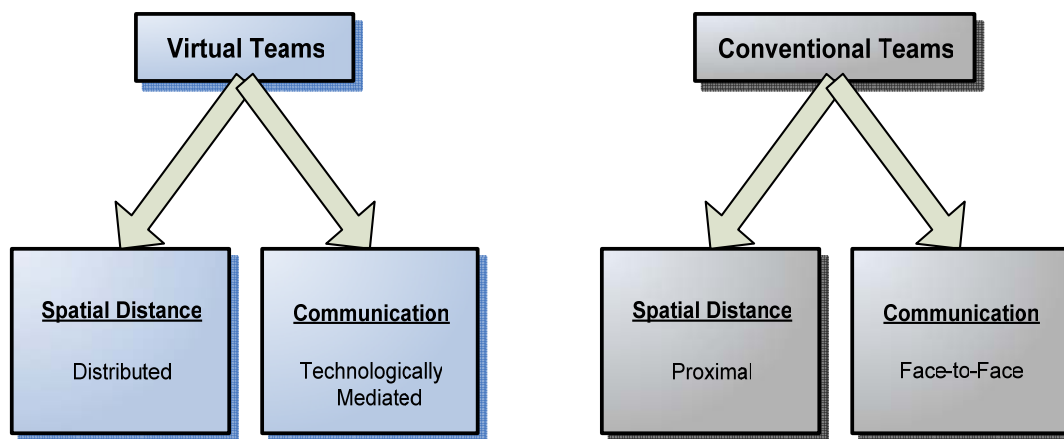 Virtual Teams
Conventional Teams
Spatial Distance
Distributed
Communication
Technologically
Mediated
Spatial Distance
Proximal
Communication
Face-to-Face